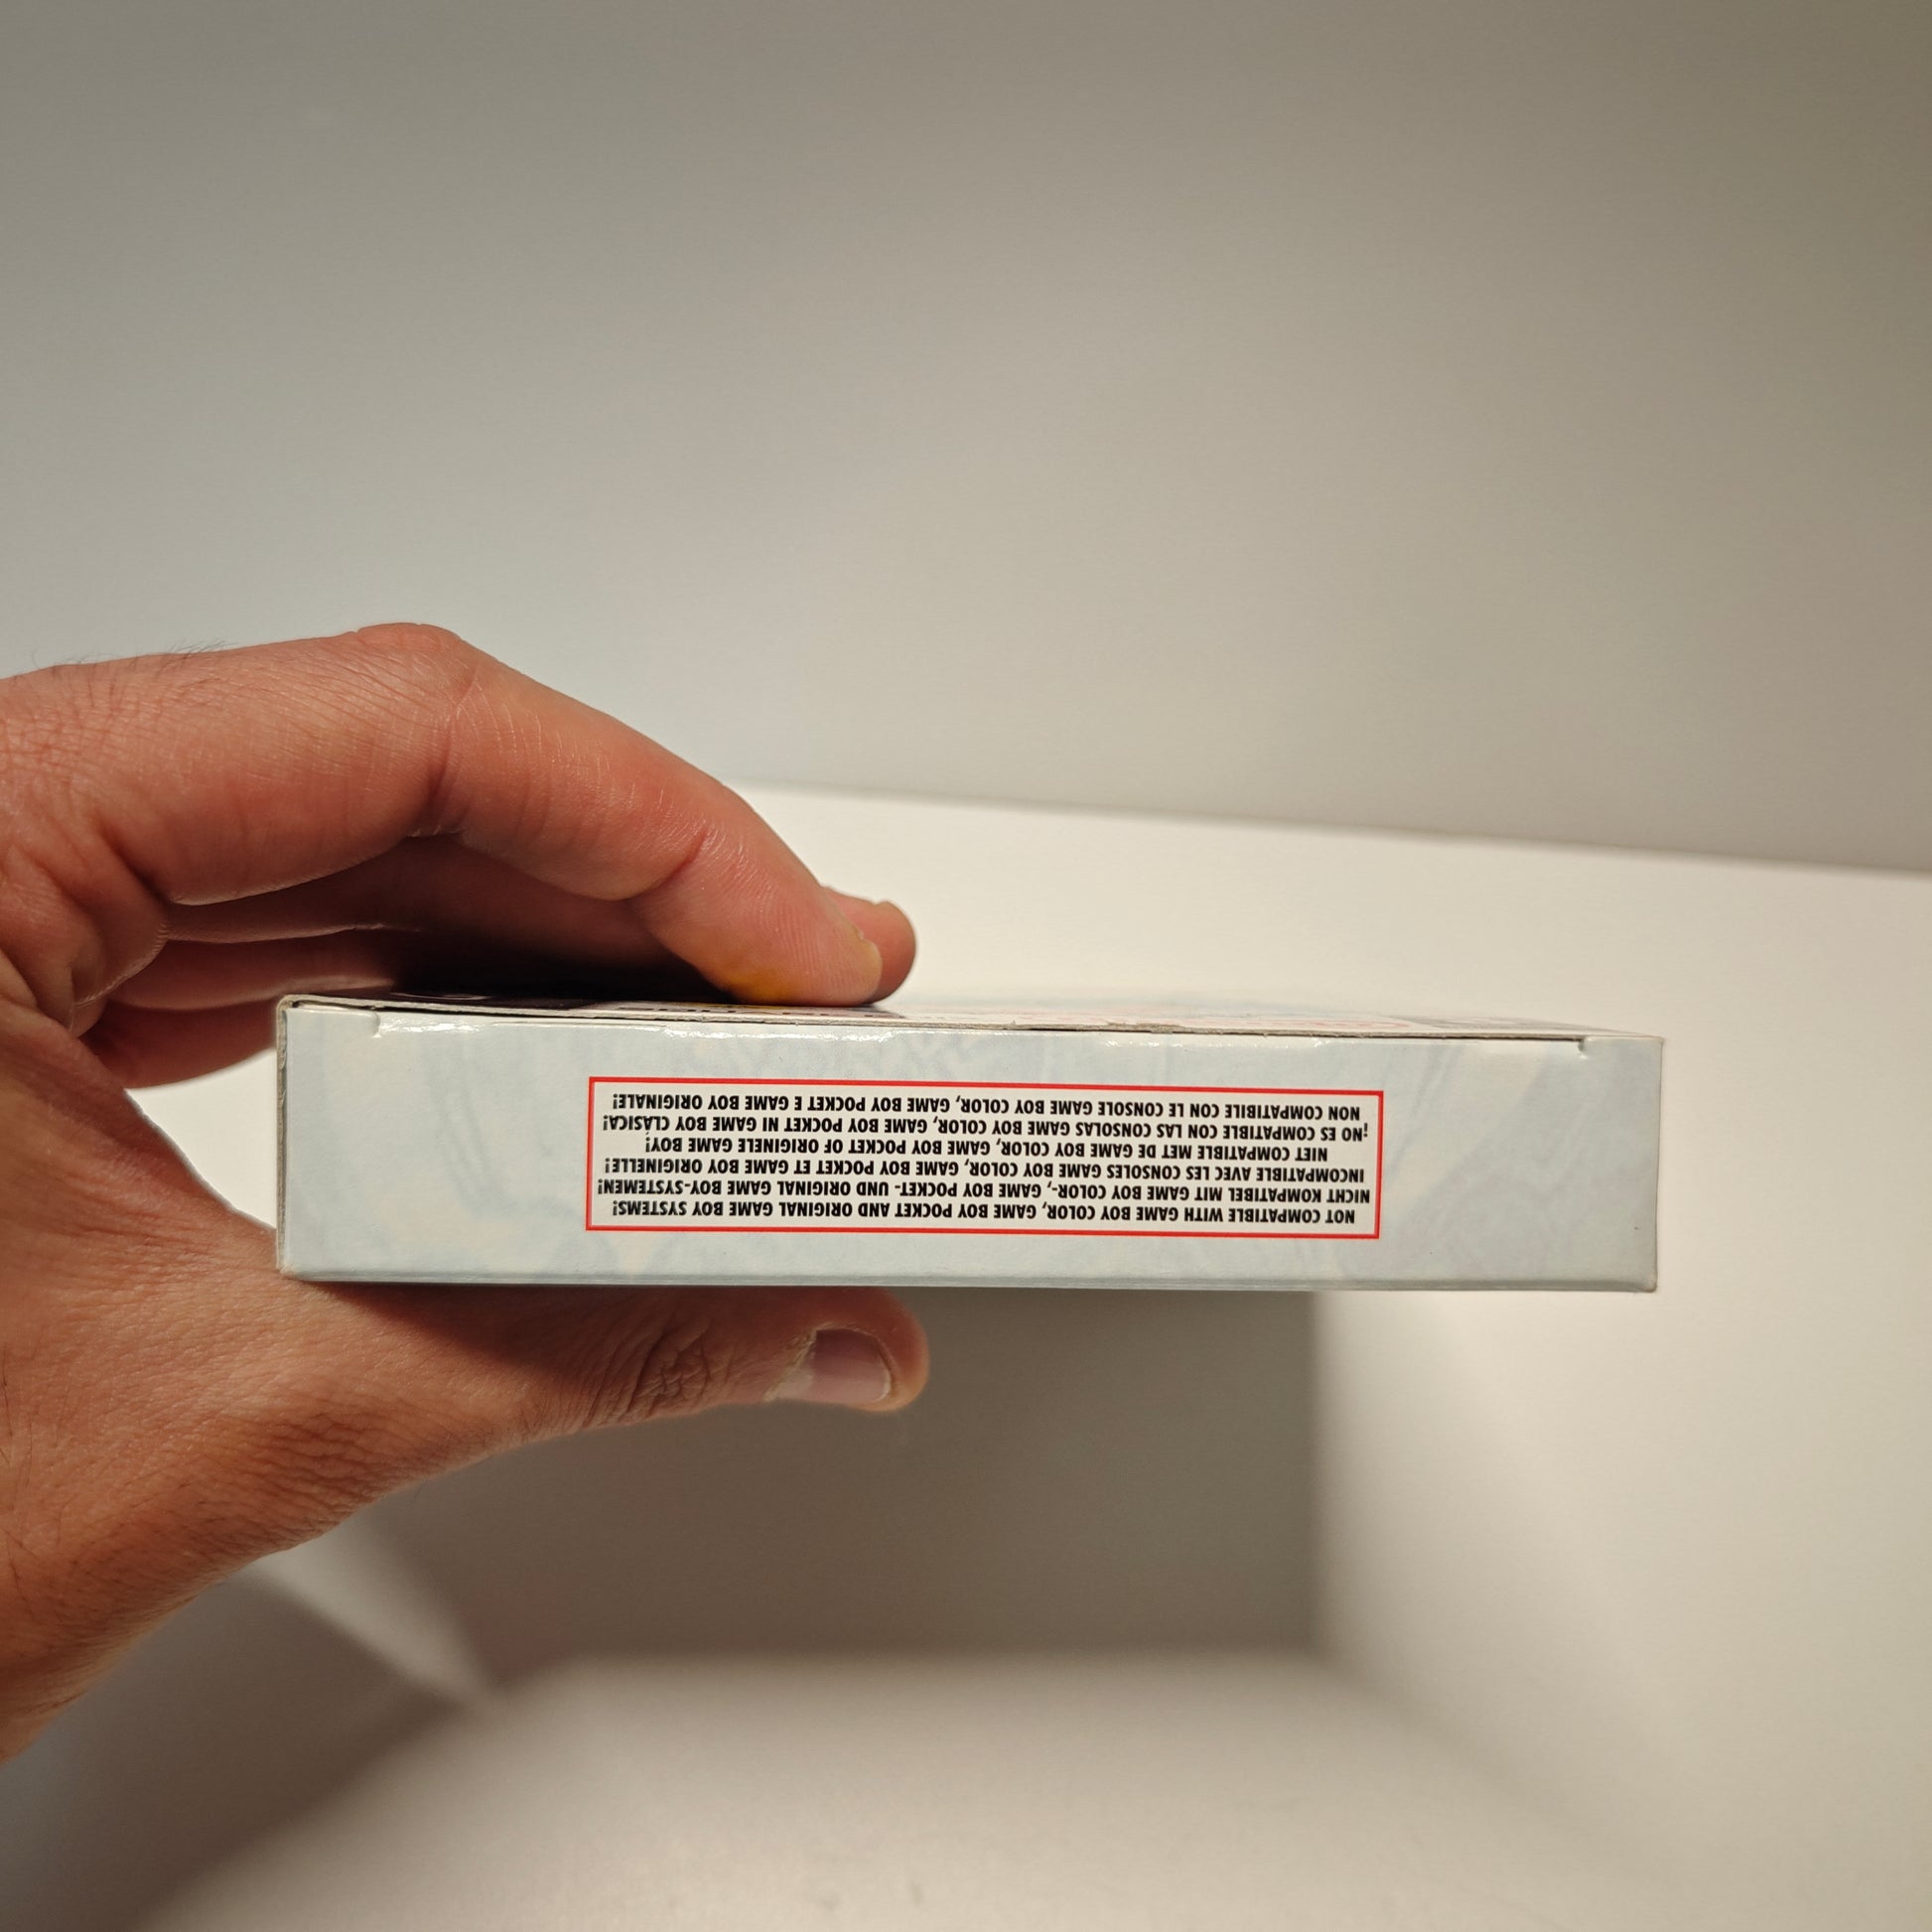 NOT COMPATIBLE WITH GAME BOY COLOR, GAME BOY POCKET AND ORIGINAL GAME BOY SYSTEMS!
NICHT KOMPATIBEL MIT GAME BOY COLOR-, GAME BOY POCKET- UND ORIGINAL GAME BOY-SYSTEMEN!
INCOMPATIBLE AVEC LES CONSOLES GAME BOY COLOR, GAME BOY POCKET ET GAME BOY ORIGINELLE!
NIET COMPATIBLE MET DE GAME BOY COLOR, GAME BOY POCKET OF ORIGINELE GAME BOY!
¡NO ES COMPATIBLE CON LAS CONSOLAS GAME BOY COLOR, GAME BOY POCKET NI GAME BOY CLÁSICA!
NON COMPATIBILE CON LE CONSOLE GAME BOY COLOR, GAME BOY POCKET E GAME BOY ORIGINALE!